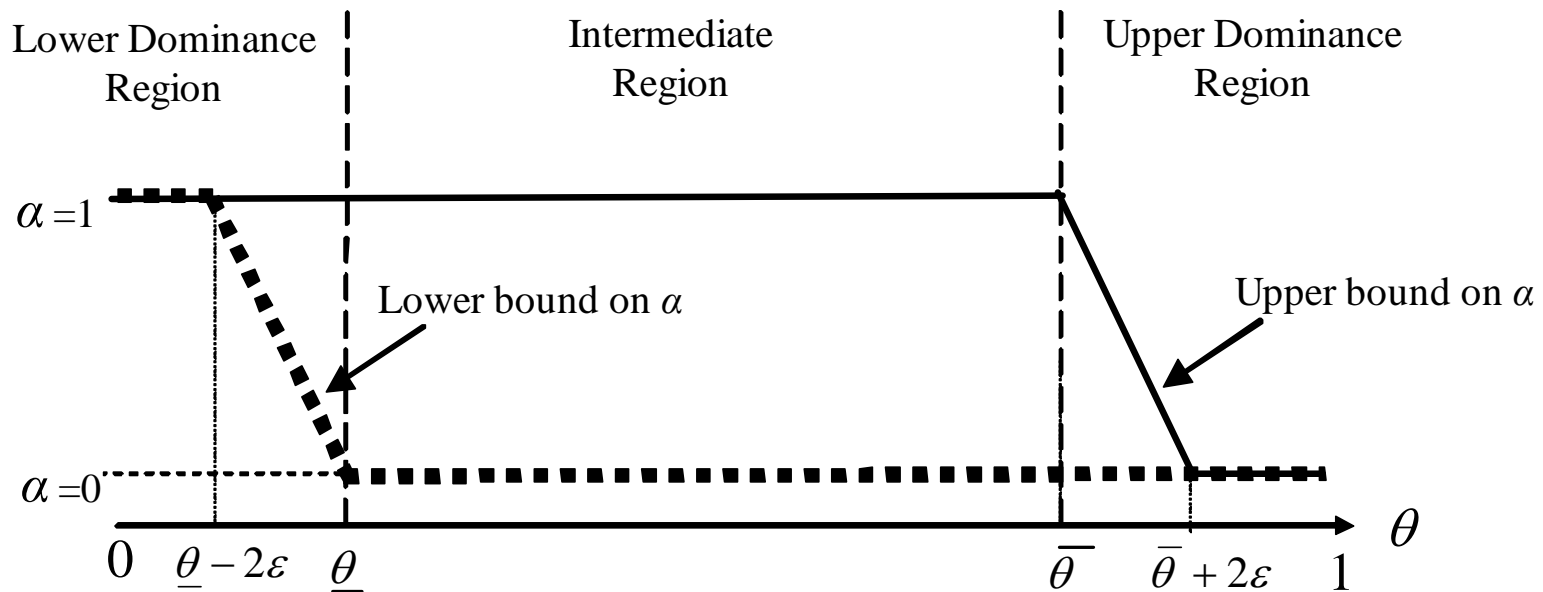 Lower Dominance
Region
Intermediate
Region
Upper Dominance
Region
α =1
Lower bound on α
Upper bound on α
α =0
θ
0 θ̲ − 2ε θ̲ θ̅ θ̅ + 2ε 1